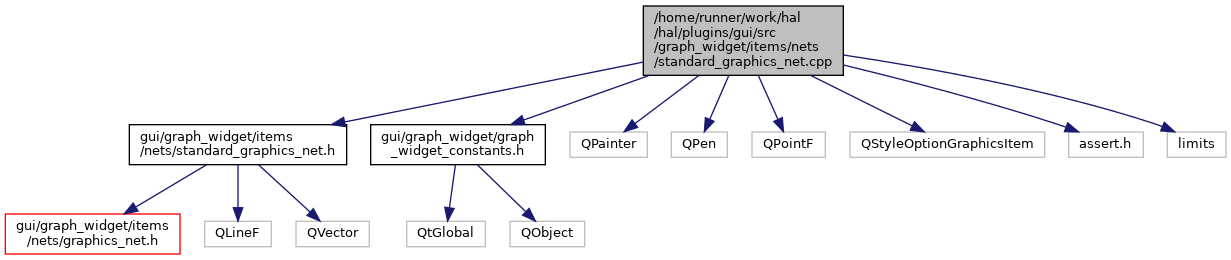 /home/runner/work/hal
/hal/plugins/gui/src
/graph_widget/items/nets
/standard_graphics_net.cpp
gui/graph_widget/items
/nets/standard_graphics_net.h
gui/graph_widget/graph
_widget_constants.h
QPainter
QPen
QPointF
QStyleOptionGraphicsItem
assert.h
limits
gui/graph_widget/items
/nets/graphics_net.h
QLineF
QVector
QtGlobal
QObject